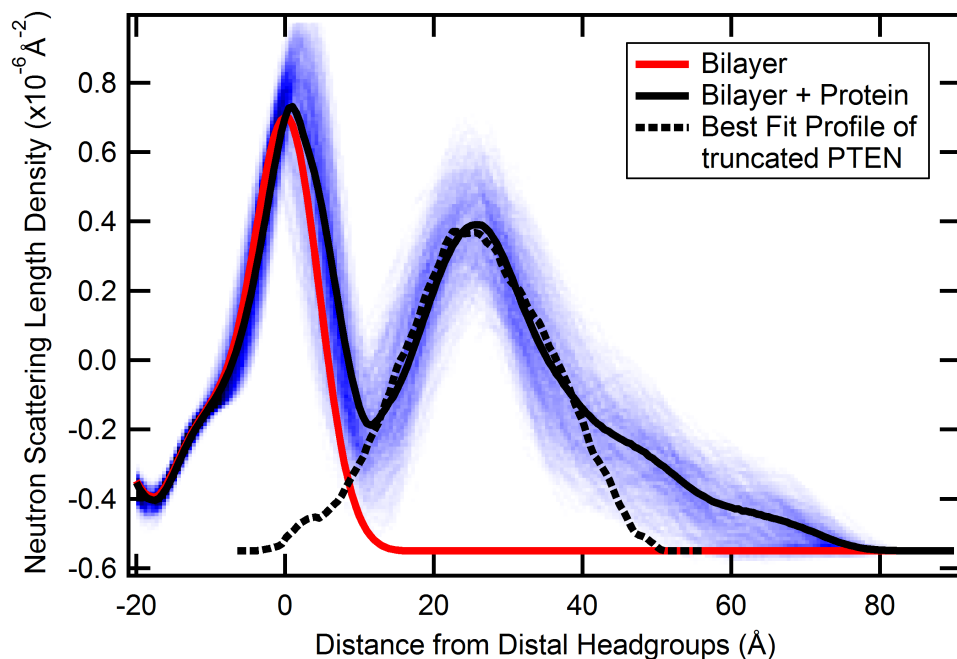 Neutron Scattering Length Density (x10⁻⁶ Å⁻²)
0.8
0.6
0.4
0.2
0.0
-0.2
-0.4
-0.6
Bilayer
Bilayer + Protein
Best Fit Profile of
truncated PTEN
-20
0
20
40
60
80
Distance from Distal Headgroups (Å)